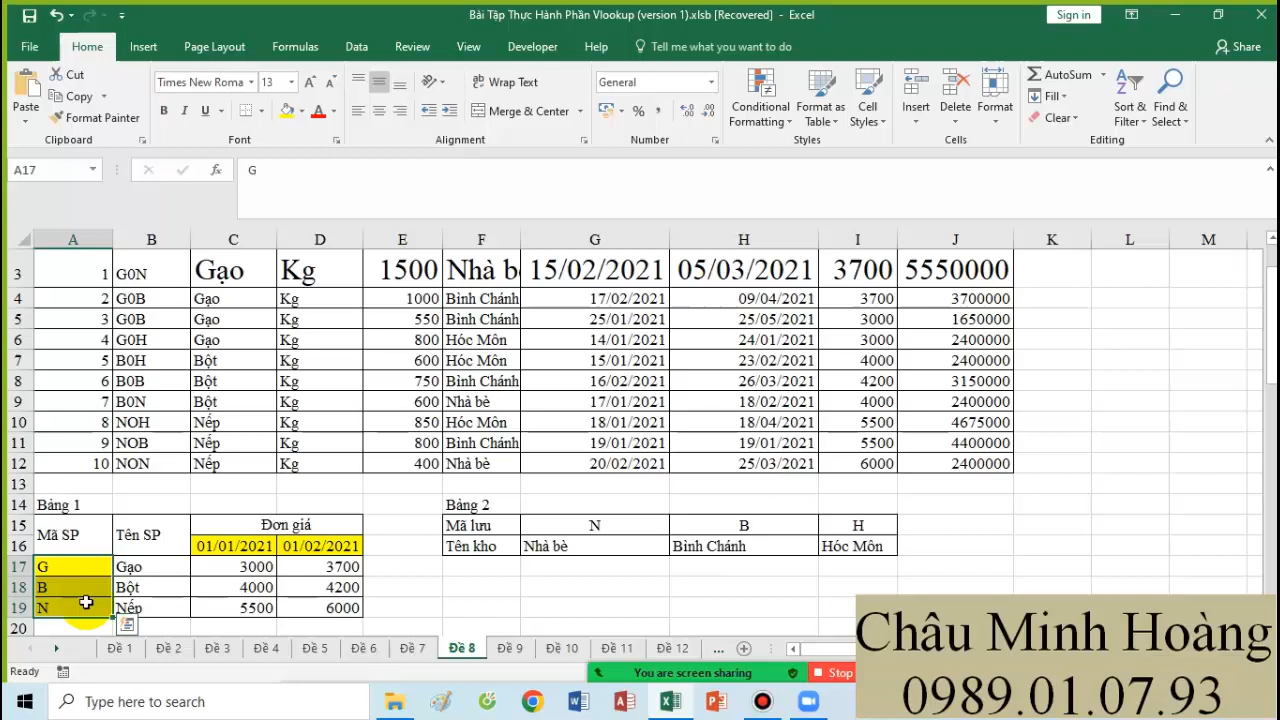 Bài Tập Thực Hành Phần Vlookup (version 1).xlsb [Recovered] - Excel
Sign in
File Home Insert Page Layout Formulas Data Review View Developer Help Tell me what you want to do Share
Paste Cut Copy Format Painter
Clipboard
Times New Roma 13
B I U
Font
Wrap Text
Merge & Center
Alignment
General
Number
Conditional Formatting Format as Table Cell Styles
Styles
Insert Delete Format
Cells
AutoSum Fill Clear Sort & Filter Find & Select
Editing
A17 fx G
A B C D E F G H I J K L M
3 1 G0N Gạo Kg 1500 Nhà bè 15/02/2021 05/03/2021 3700 5550000
4 2 G0B Gạo Kg 1000 Bình Chánh 17/02/2021 09/04/2021 3700 3700000
5 3 G0B Gạo Kg 550 Bình Chánh 25/01/2021 25/05/2021 3000 1650000
6 4 G0H Gạo Kg 800 Hóc Môn 14/01/2021 24/01/2021 3000 2400000
7 5 B0H Bột Kg 600 Hóc Môn 15/01/2021 23/02/2021 4000 2400000
8 6 B0B Bột Kg 750 Bình Chánh 16/02/2021 26/03/2021 4200 3150000
9 7 B0N Bột Kg 600 Nhà bè 17/01/2021 18/02/2021 4000 2400000
10 8 NOH Nếp Kg 850 Hóc Môn 18/01/2021 18/04/2021 5500 4675000
11 9 NOB Nếp Kg 800 Bình Chánh 19/01/2021 19/01/2021 5500 4400000
12 10 NON Nếp Kg 400 Nhà bè 20/02/2021 25/03/2021 6000 2400000
13
14 Bảng 1 Bảng 2
15 Mã SP Tên SP Đơn giá Mã lưu N B H
16 01/01/2021 01/02/2021 Tên kho Nhà bè Bình Chánh Hóc Môn
17 G Gạo 3000 3700
18 B Bột 4000 4200
19 N Nếp 5500 6000
20
Đề 1 Đề 2 Đề 3 Đề 4 Đề 5 Đề 6 Đề 7 Đề 8 Đề 9 Đề 10 Đề 11 Đề 12 ...
Ready
You are screen sharing Stop
Type here to search
Châu Minh Hoàng
0989.01.07.93